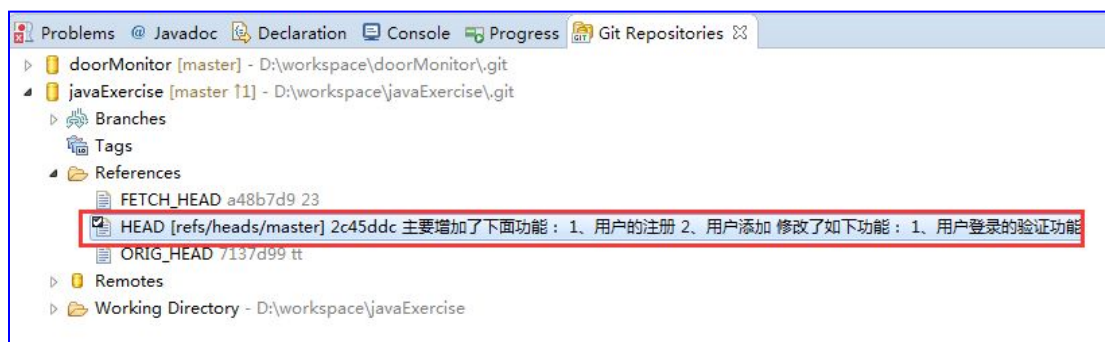 Problems @ Javadoc Declaration Console Progress Git Repositories
doorMonitor [master] - D:\workspace\doorMonitor\.git
javaExercise [master ↑1] - D:\workspace\javaExercise\.git
Branches
Tags
References
FETCH_HEAD a48b7d9 23
HEAD [refs/heads/master] 2c45ddc 主要增加了下面功能： 1、用户的注册 2、用户添加 修改了如下功能： 1、用户登录的验证功能
ORIG_HEAD 7137d99 tt
Remotes
Working Directory - D:\workspace\javaExercise